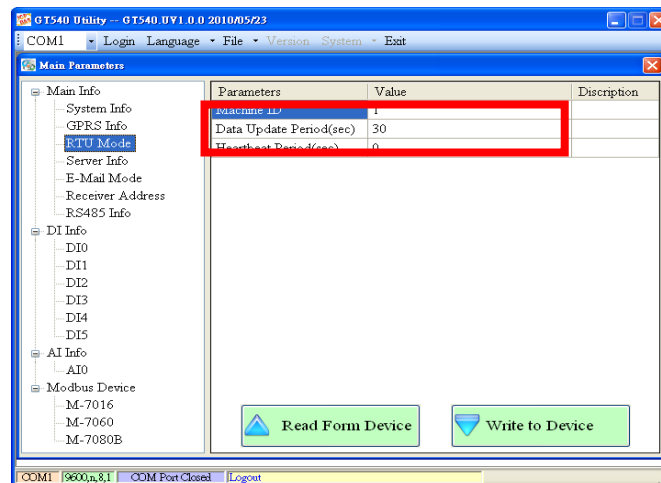 GT540 Utility -- GT540.UV1.0.0 2010/05/23
COM1 Login Language File Version System Exit
Main Parameters
Main Info
System Info
GPRS Info
RTU Mode
Server Info
E-Mail Mode
Receiver Address
RS485 Info
DI Info
DI0
DI1
DI2
DI3
DI4
DI5
AI Info
AI0
Modbus Device
M-7016
M-7060
M-7080B
Parameters Value Discription
Machine ID 1
Data Update Period(sec) 30
Heartbeat Period(sec) 0
Read Form Device Write to Device
COM1 9600,n,8,1 COM Port Closed Logout